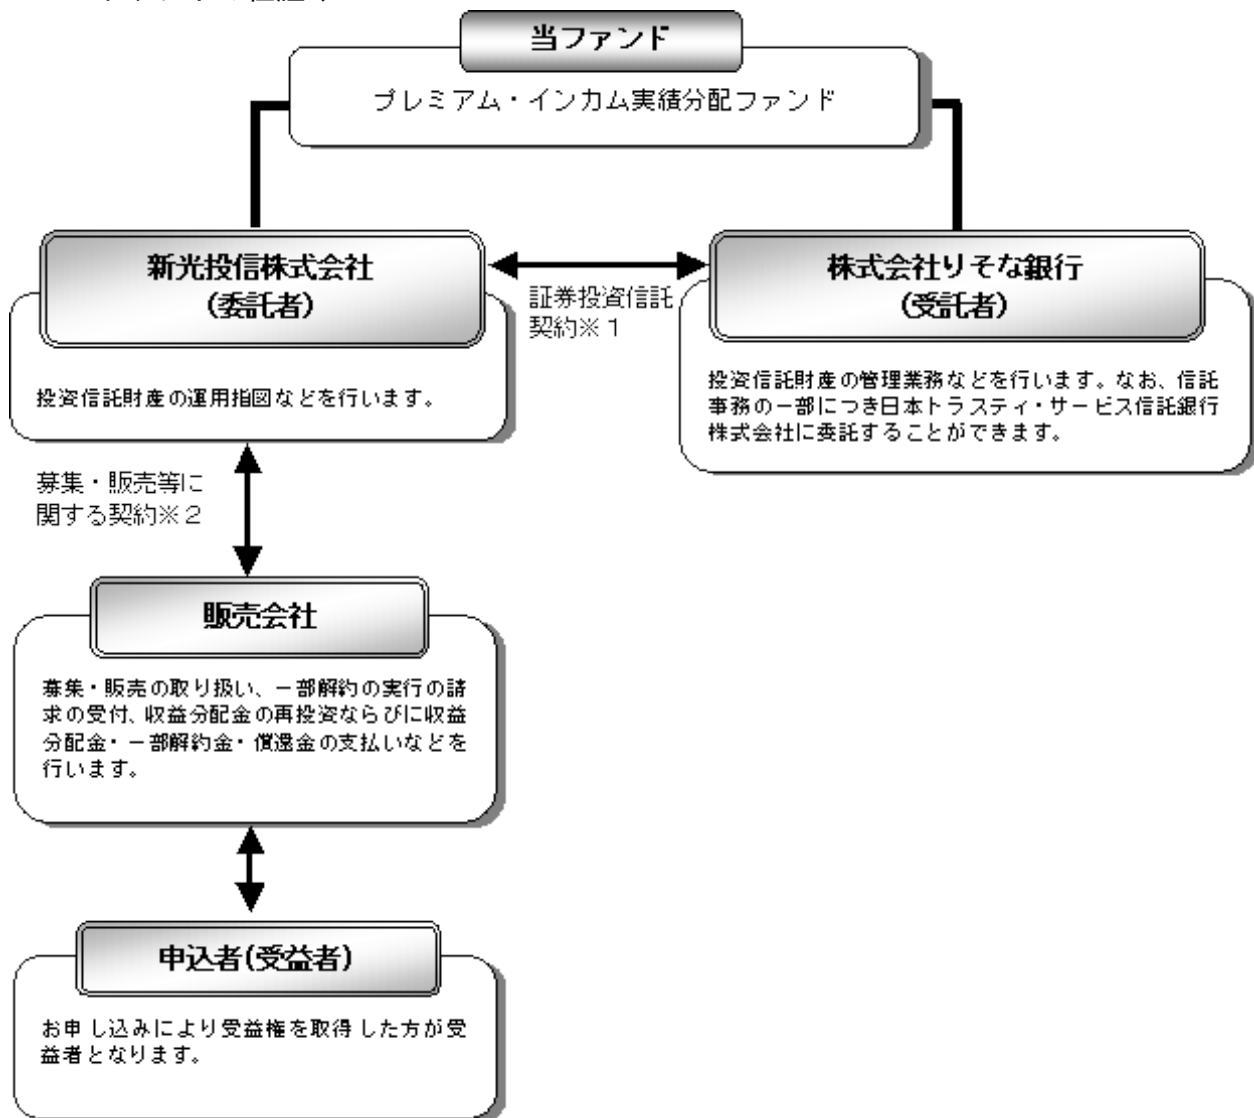 当ファンド
プレミアム・インカム実績分配ファンド
新光投信株式会社
(委託者)
投資信託財産の運用指図などを行います。
証券投資信託
契約※１
株式会社りそな銀行
(受託者)
投資信託財産の管理業務などを行います。なお、信託
事務の一部につき日本トラスティ・サービス信託銀行
株式会社に委託することができます。
募集・販売等に
関する契約※２
販売会社
募集・販売の取り扱い、一部解約の実行の請
求の受付、収益分配金の再投資ならびに収益
分配金・一部解約金・償還金の支払いなどを
行います。
申込者(受益者)
お申し込みにより受益権を取得した方が受
益者となります。